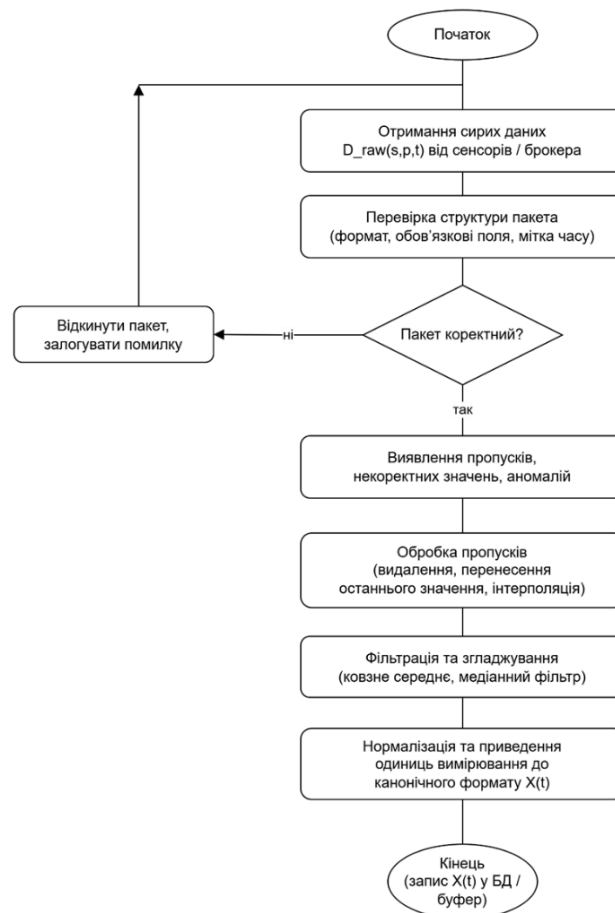 Початок
Отримання сирих даних
D_raw(s,p,t) від сенсорів / брокера
Перевірка структури пакета
(формат, обов’язкові поля, мітка часу)
Відкинути пакет,
залогувати помилку
ні
Пакет коректний?
так
Виявлення пропусків,
некоректних значень, аномалій
Обробка пропусків
(видалення, перенесення
останнього значення, інтерполяція)
Фільтрація та згладжування
(ковзне середнє, медіанний фільтр)
Нормалізація та приведення
одиниць вимірювання до
канонічного формату X(t)
Кінець
(запис X(t) у БД /
буфер)